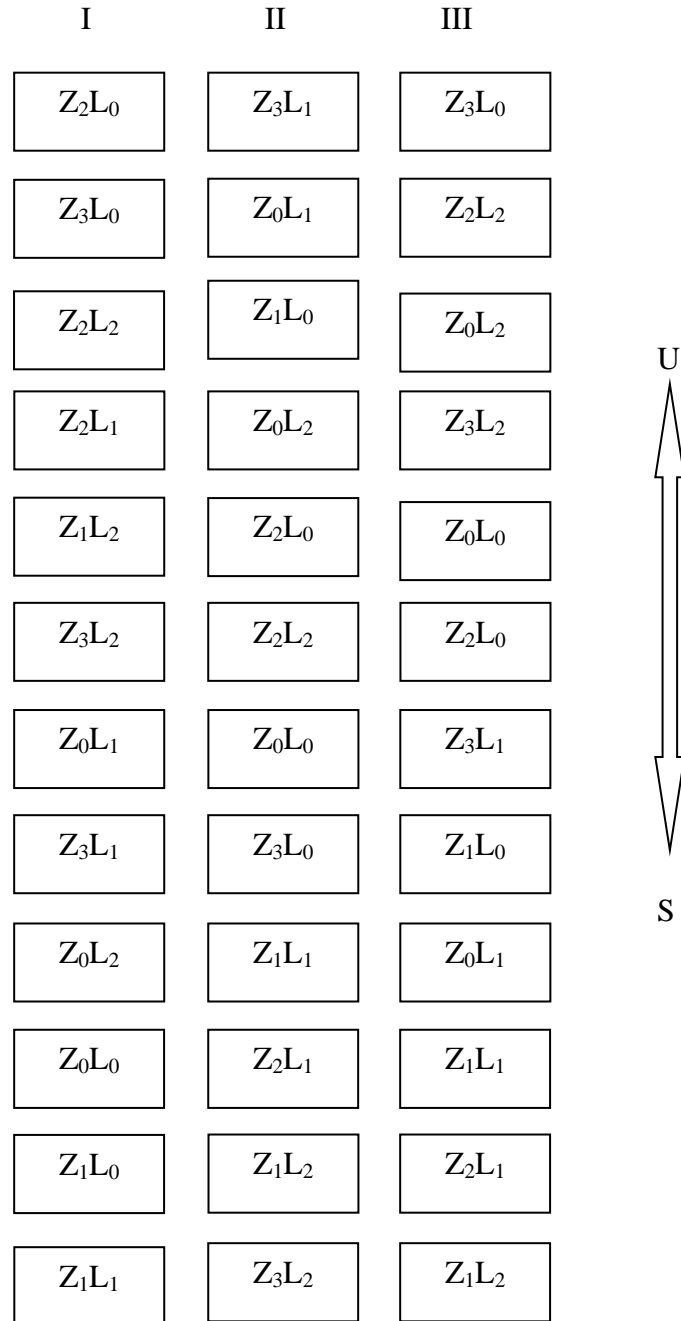 I II III
Z₂L₀ Z₃L₁ Z₃L₀
Z₃L₀ Z₀L₁ Z₂L₂
Z₂L₂ Z₁L₀ Z₀L₂
U
Z₂L₁ Z₀L₂ Z₃L₂
Z₁L₂ Z₂L₀ Z₀L₀
Z₃L₂ Z₂L₂ Z₂L₀
Z₀L₁ Z₀L₀ Z₃L₁
Z₃L₁ Z₃L₀ Z₁L₀
S
Z₀L₂ Z₁L₁ Z₀L₁
Z₀L₀ Z₂L₁ Z₁L₁
Z₁L₀ Z₁L₂ Z₂L₁
Z₁L₁ Z₃L₂ Z₁L₂